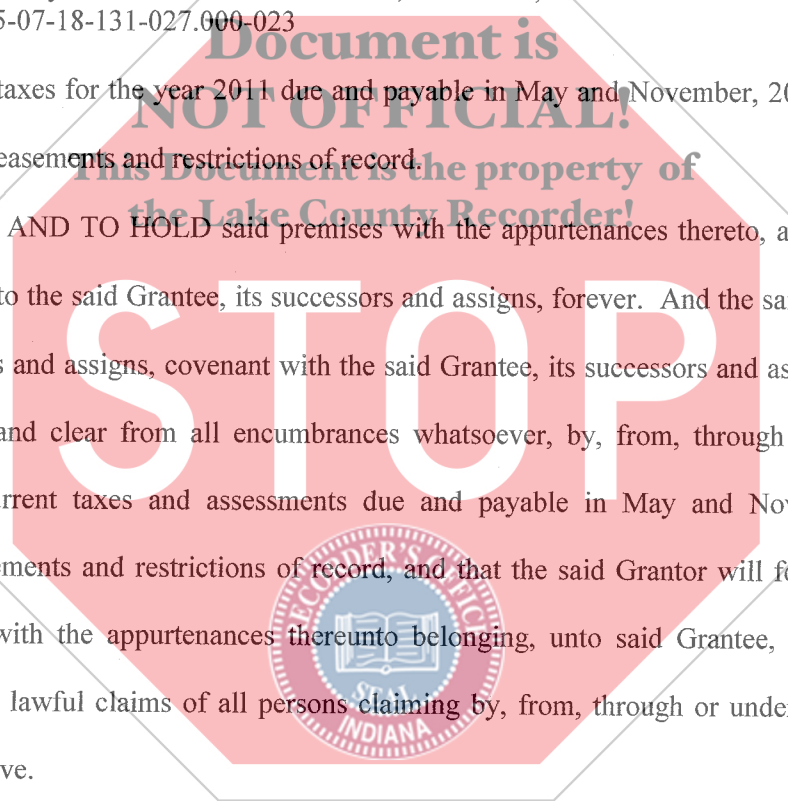 5-07-18-131-027.000-023
Document is
taxes for the year 2011 due and payable in May and November, 20
NOT OFFICIAL!
easements and restrictions of record.
This Document is the property of
the Lake County Recorder!
AND TO HOLD said premises with the appurtenances thereto, a
to the said Grantee, its successors and assigns, forever. And the sa
STOP
s and assigns, covenant with the said Grantee, its successors and as
and clear from all encumbrances whatsoever, by, from, through
rrent taxes and assessments due and payable in May and Nov
ements and restrictions of record, and that the said Grantor will f
RECORDER'S OFFICE
with the appurtenances thereunto belonging, unto said Grantee,
SEAL
lawful claims of all persons claiming by, from, through or unde
INDIANA
ve.